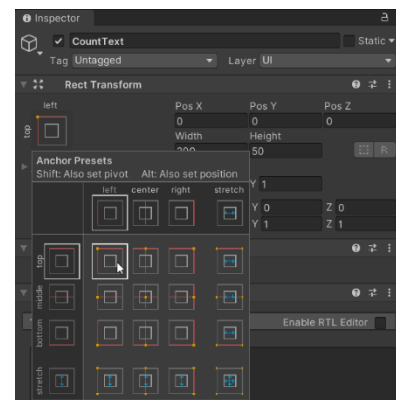 Inspector
CountText Static
Tag Untagged Layer UI
Rect Transform
left Pos X Pos Y Pos Z
top 0 0 0
Width Height
200 50
R
Anchor Presets
Shift: Also set pivot Alt: Also set position
left center right stretch
Y 1
Y 0 Z 0
Y 1 Z 1
top
middle
bottom
Enable RTL Editor
stretch